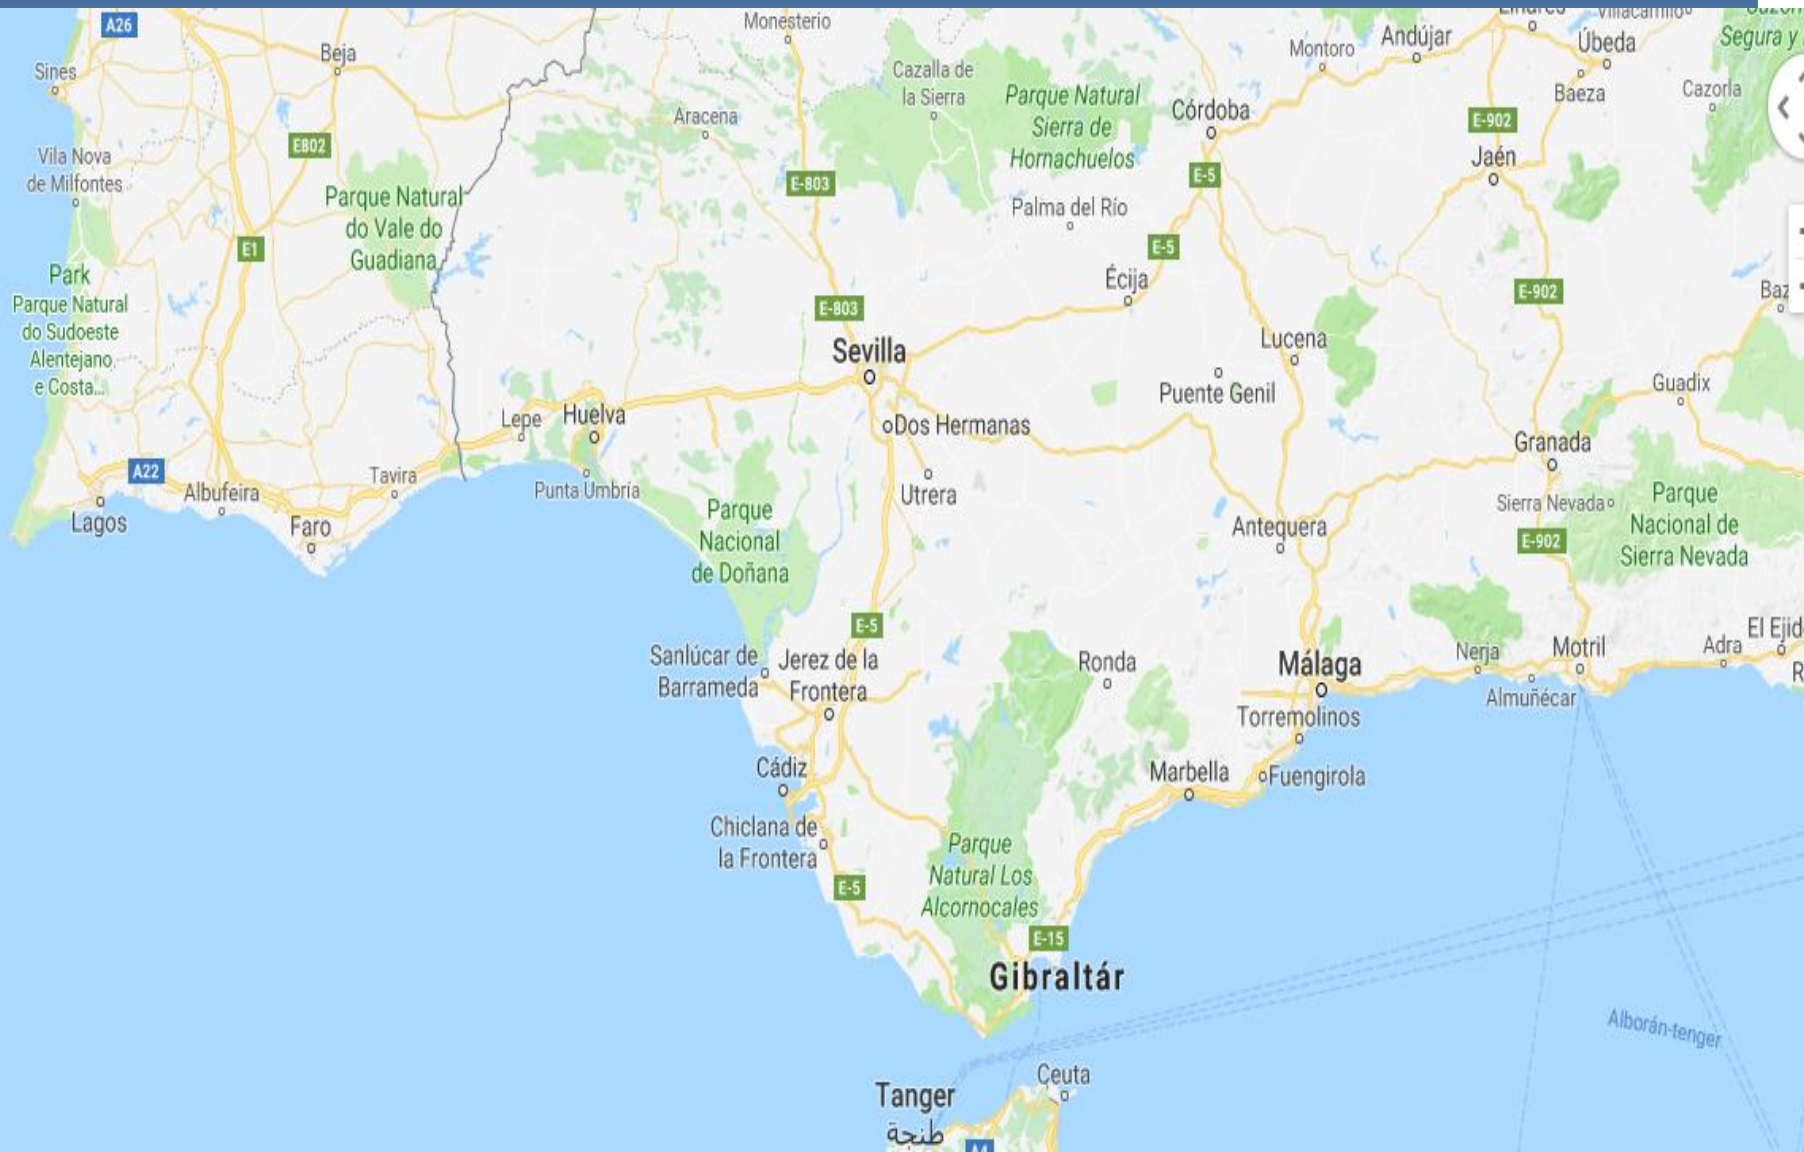 A26
Beja
Sines
Vila Nova
de Milfontes
E802
E1
Parque Natural
do Vale do
Guadiana
Park
Parque Natural
do Sudoeste
Alentejano
e Costa...
A22
Lagos
Albufeira
Faro
Tavira
Monesterio
Aracena
Cazalla de
la Sierra
Parque Natural
Sierra de
Hornachuelos
E-803
E-803
Palma del Río
Córdoba
E-5
E-5
Écija
Montoro
Andújar
Linares
Villacarrillo
Úbeda
Baeza
Segura y
Cazorla
E-902
Jaén
E-902
Baz
Lucena
Puente Genil
Guadix
Sevilla
Dos Hermanas
Utrera
Lepe
Huelva
Punta Umbría
Parque
Nacional
de Doñana
Granada
Sierra Nevada
Parque
Nacional de
Sierra Nevada
E-902
Antequera
E-5
Sanlúcar de
Barrameda
Jerez de la
Frontera
Ronda
Málaga
Torremolinos
Nerja
Almuñécar
Motril
Adra
El Ejid
R
Cádiz
Chiclana de
la Frontera
E-5
Marbella
Fuengirola
Parque
Natural Los
Alcornocales
E-15
Gibraltár
Alborán-tenger
Ceuta
Tanger
طنجة
A4